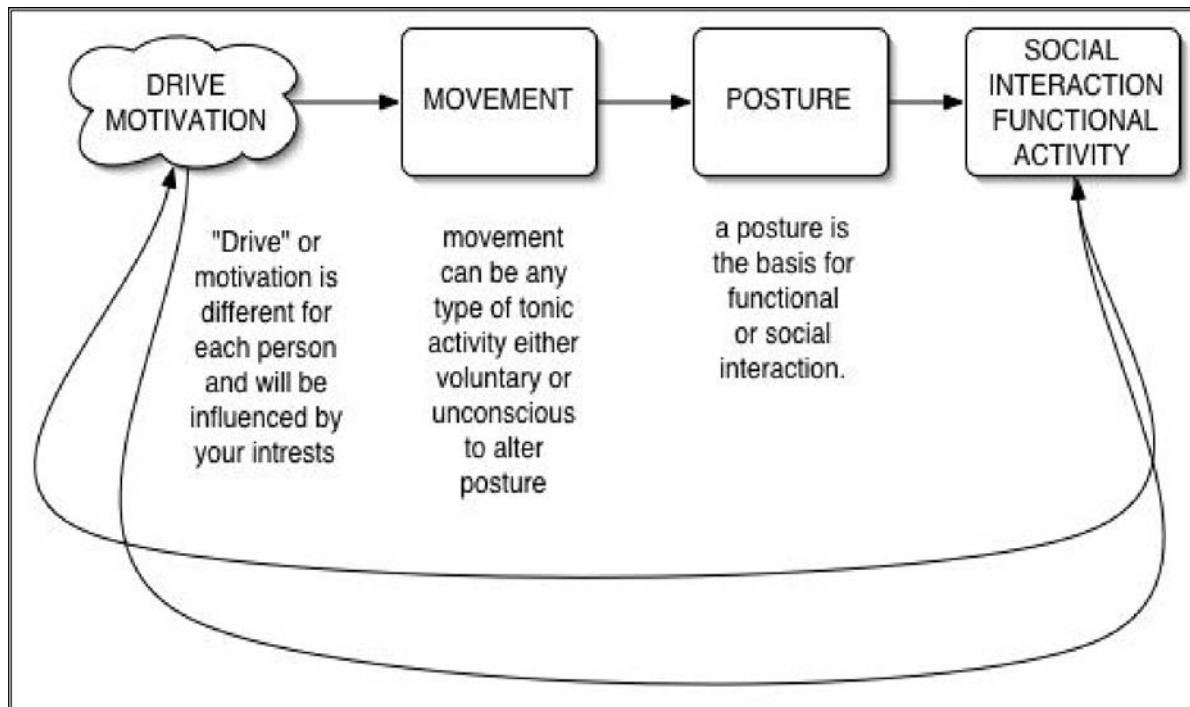 DRIVE
MOTIVATION
MOVEMENT
POSTURE
SOCIAL
INTERACTION
FUNCTIONAL
ACTIVITY
"Drive" or
motivation is
different for
each person
and will be
influenced by
your intrests
movement
can be any
type of tonic
activity either
voluntary or
unconscious
to alter
posture
a posture is
the basis for
functional
or social
interaction.